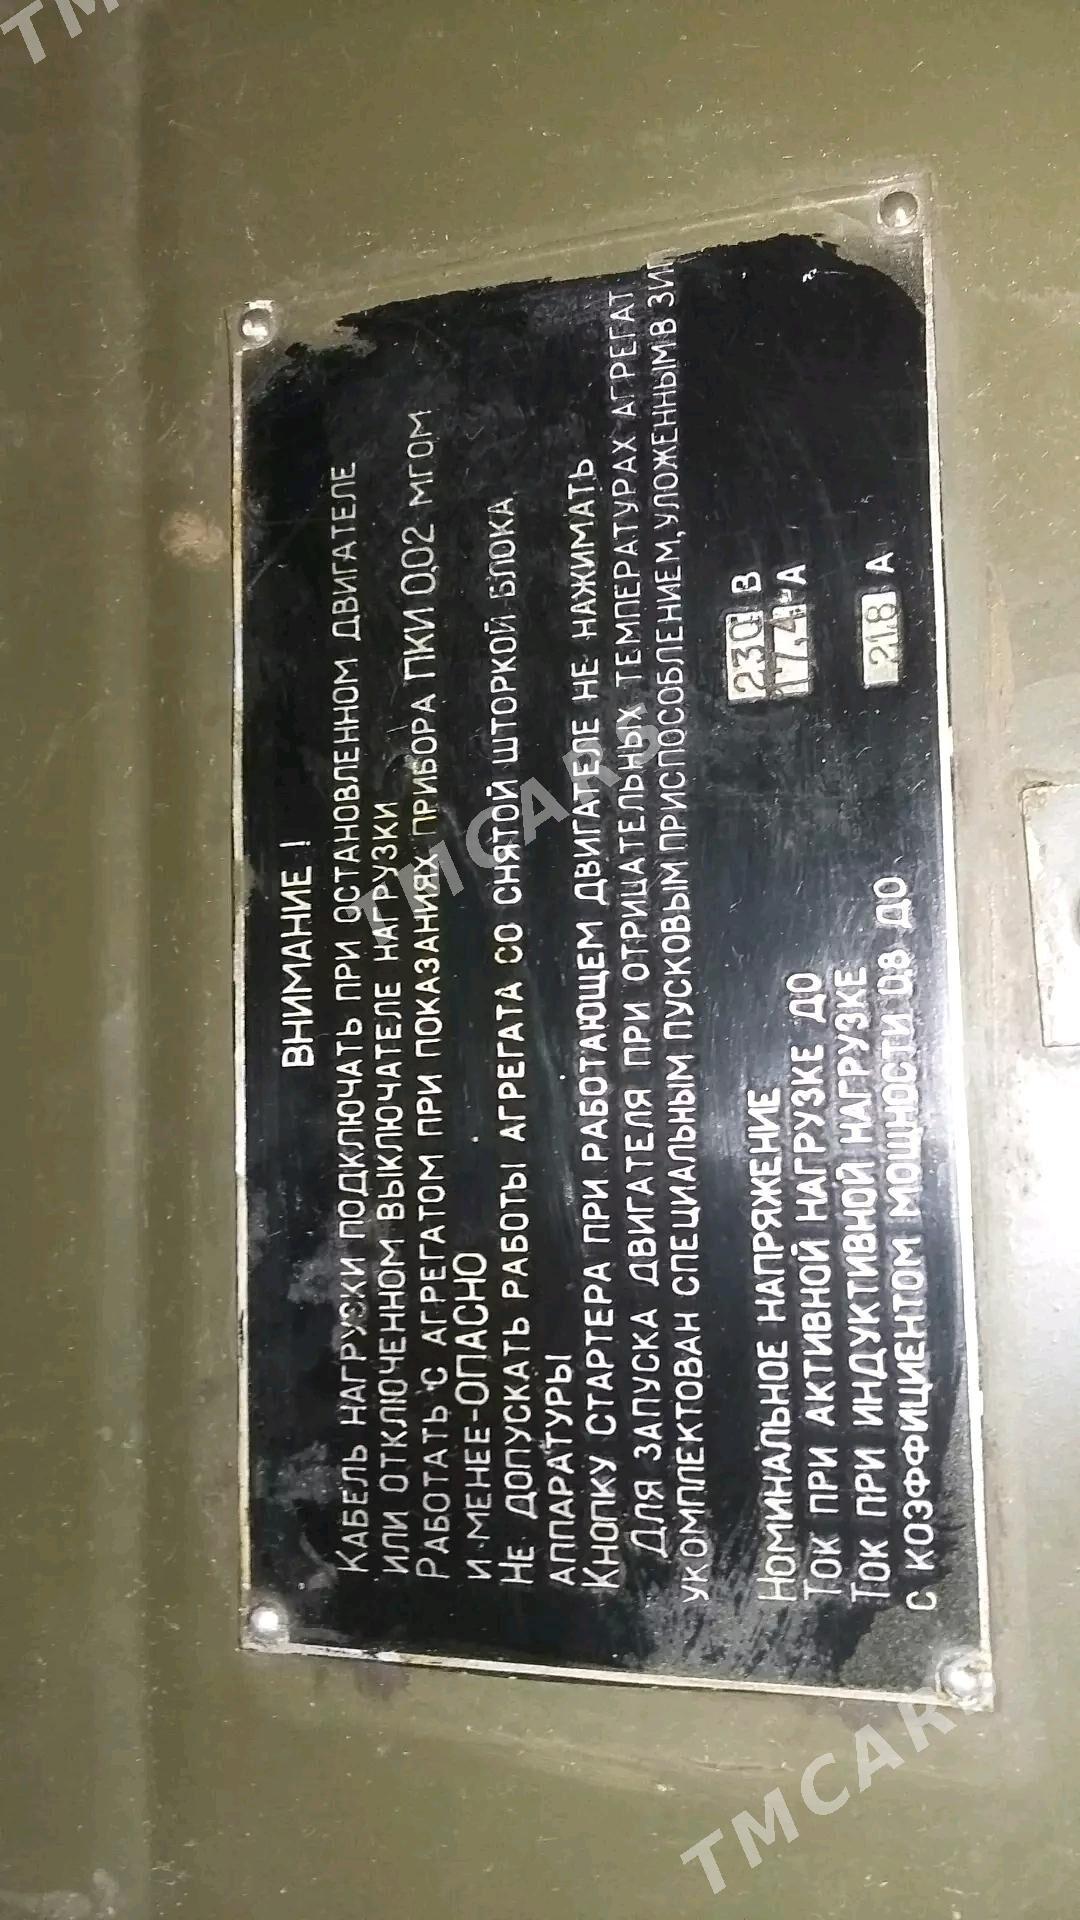 ВНИМАНИЕ!
КАБЕЛЬ НАГРУЗКИ ПОДКЛЮЧАТЬ ПРИ ОСТАНОВЛЕННОМ ДВИГАТЕЛЕ
ИЛИ ОТКЛЮЧЕННОМ ВЫКЛЮЧАТЕЛЕ НАГРУЗКИ
РАБОТАТЬ С АГРЕГАТОМ ПРИ ПОКАЗАНИЯХ ПРИБОРА ПКИ 0,02 МГОМ
И МЕНЕЕ-ОПАСНО
НЕ ДОПУСКАТЬ РАБОТЫ АГРЕГАТА СО СНЯТОЙ ШТОРКОЙ БЛОКА
АППАРАТУРЫ
КНОПКУ СТАРТЕРА ПРИ РАБОТАЮЩЕМ ДВИГАТЕЛЕ НЕ НАЖИМАТЬ
ДЛЯ ЗАПУСКА ДВИГАТЕЛЯ ПРИ ОТРИЦАТЕЛЬНЫХ ТЕМПЕРАТУРАХ АГРЕГАТ
УКОМПЛЕКТОВАН СПЕЦИАЛЬНЫМ ПУСКОВЫМ ПРИСПОСОБЛЕНИЕМ, УЛОЖЕННЫМ В ЗИП
НОМИНАЛЬНОЕ НАПРЯЖЕНИЕ 230 В
ТОК ПРИ АКТИВНОЙ НАГРУЗКЕ ДО 17,4 А
ТОК ПРИ ИНДУКТИВНОЙ НАГРУЗКЕ
С КОЭФФИЦИЕНТОМ МОЩНОСТИ 0.8 ДО 21.8 А
TMCARS
TMCARS